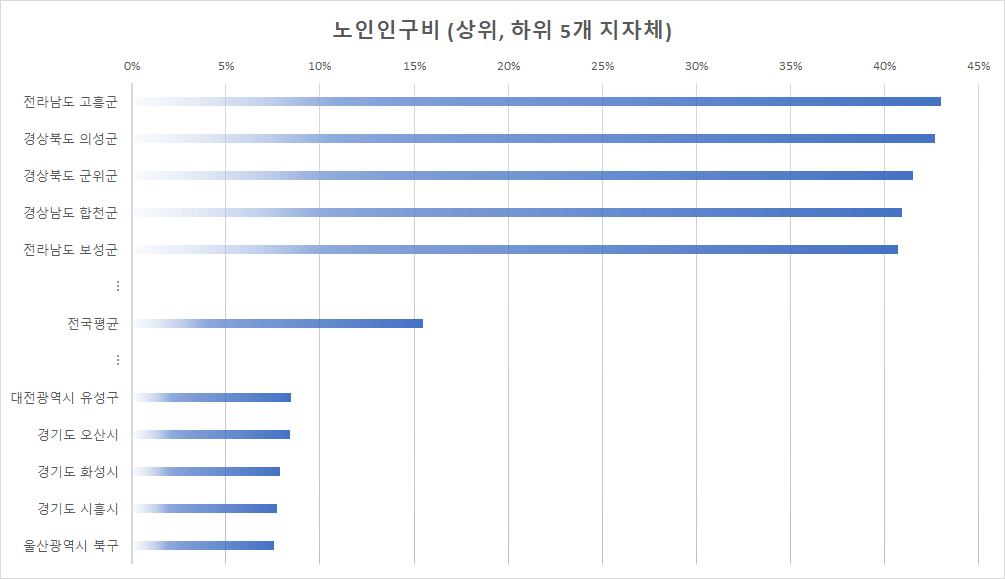 노인인구비 (상위, 하위 5개 지자체)
0% 5% 10% 15% 20% 25% 30% 35% 40% 45%
전라남도 고흥군
경상북도 의성군
경상북도 군위군
경상남도 합천군
전라남도 보성군
⋮
전국평균
⋮
대전광역시 유성구
경기도 오산시
경기도 화성시
경기도 시흥시
울산광역시 북구